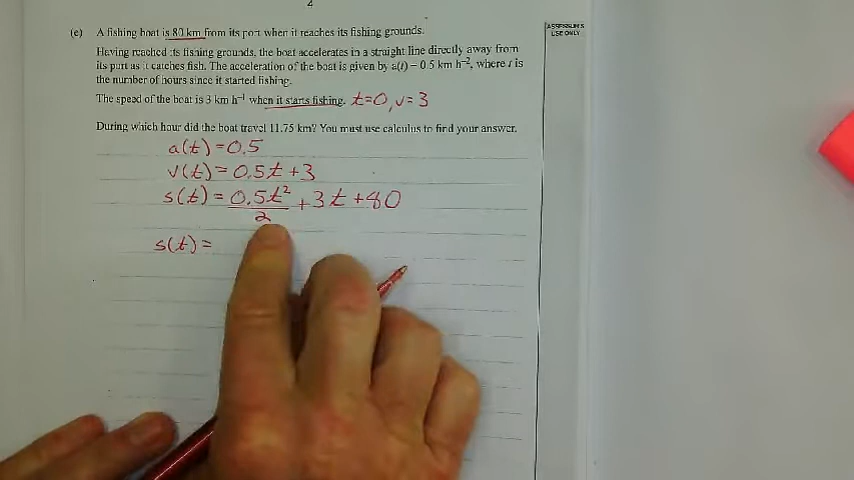 (e) A fishing boat is 80 km from its port when it reaches its fishing grounds.
ASSESSOR'S
USE ONLY
Having reached its fishing grounds, the boat accelerates in a straight line directly away from
its port as it catches fish. The acceleration of the boat is given by a(t) = 0.5 km h⁻², where t is
the number of hours since it started fishing.
The speed of the boat is 3 km h⁻¹ when it starts fishing. t=0, v=3
During which hour did the boat travel 11.75 km? You must use calculus to find your answer.
a(t)=0.5
v(t)=0.5t+3
s(t)=0.5t²/2+3t+80
s(t)=